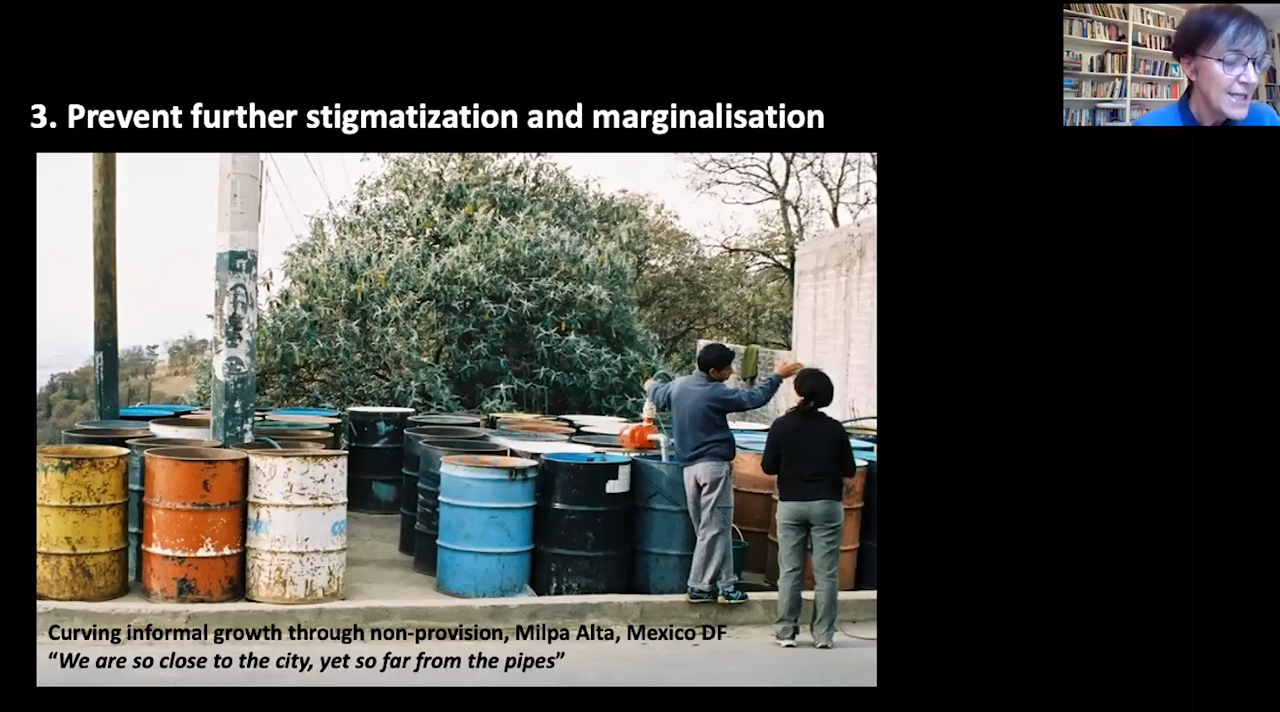 3. Prevent further stigmatization and marginalisation
Curving informal growth through non-provision, Milpa Alta, Mexico DF
“We are so close to the city, yet so far from the pipes”